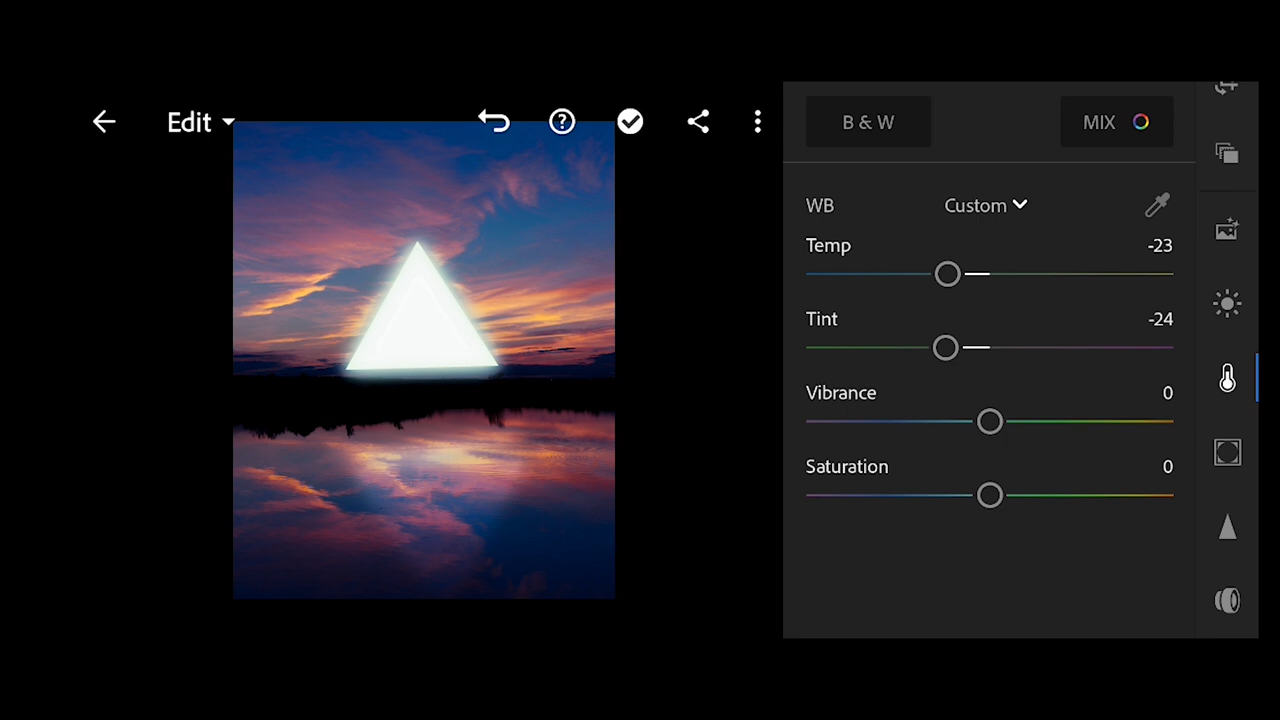 Edit
B & W
MIX
WB
Custom
Temp
-23
Tint
-24
Vibrance
0
Saturation
0